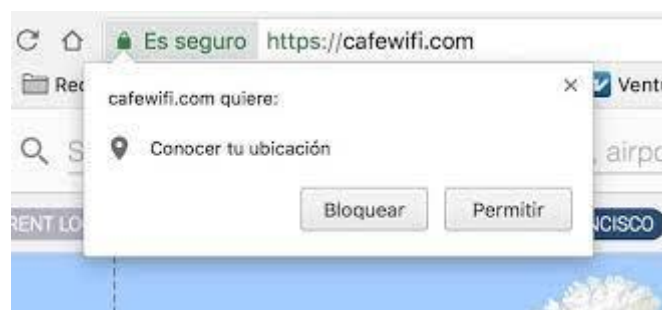 Es seguro https://cafewifi.com
cafewifi.com quiere:
Conocer tu ubicación
Bloquear Permitir